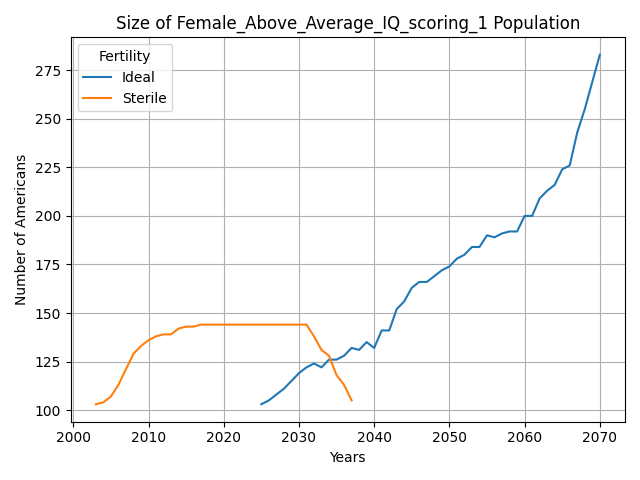 Size of Female_Above_Average_IQ_scoring_1 Population
Fertility
Ideal
Sterile
Number of Americans
275
250
225
200
175
150
125
100
2000 2010 2020 2030 2040 2050 2060 2070
Years